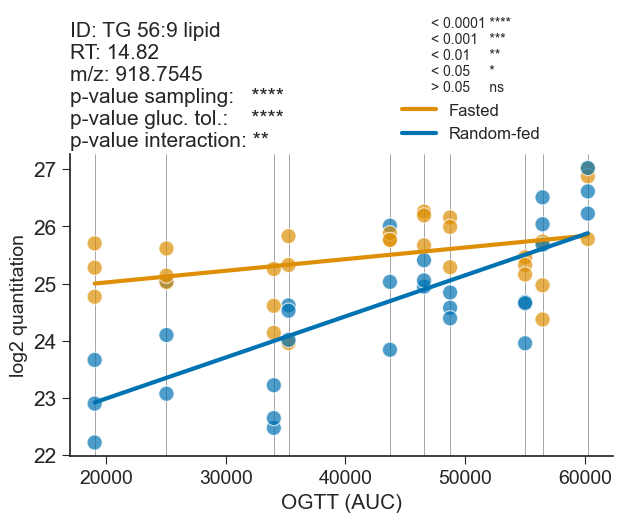 ID: TG 56:9 lipid
RT: 14.82
m/z: 918.7545
p-value sampling: ****
p-value gluc. tol.: ****
p-value interaction: **
< 0.0001 ****
< 0.001 ***
< 0.01 **
< 0.05 *
> 0.05 ns
Fasted
Random-fed
27
26
25
24
23
22
log2 quantitation
20000 30000 40000 50000 60000
OGTT (AUC)